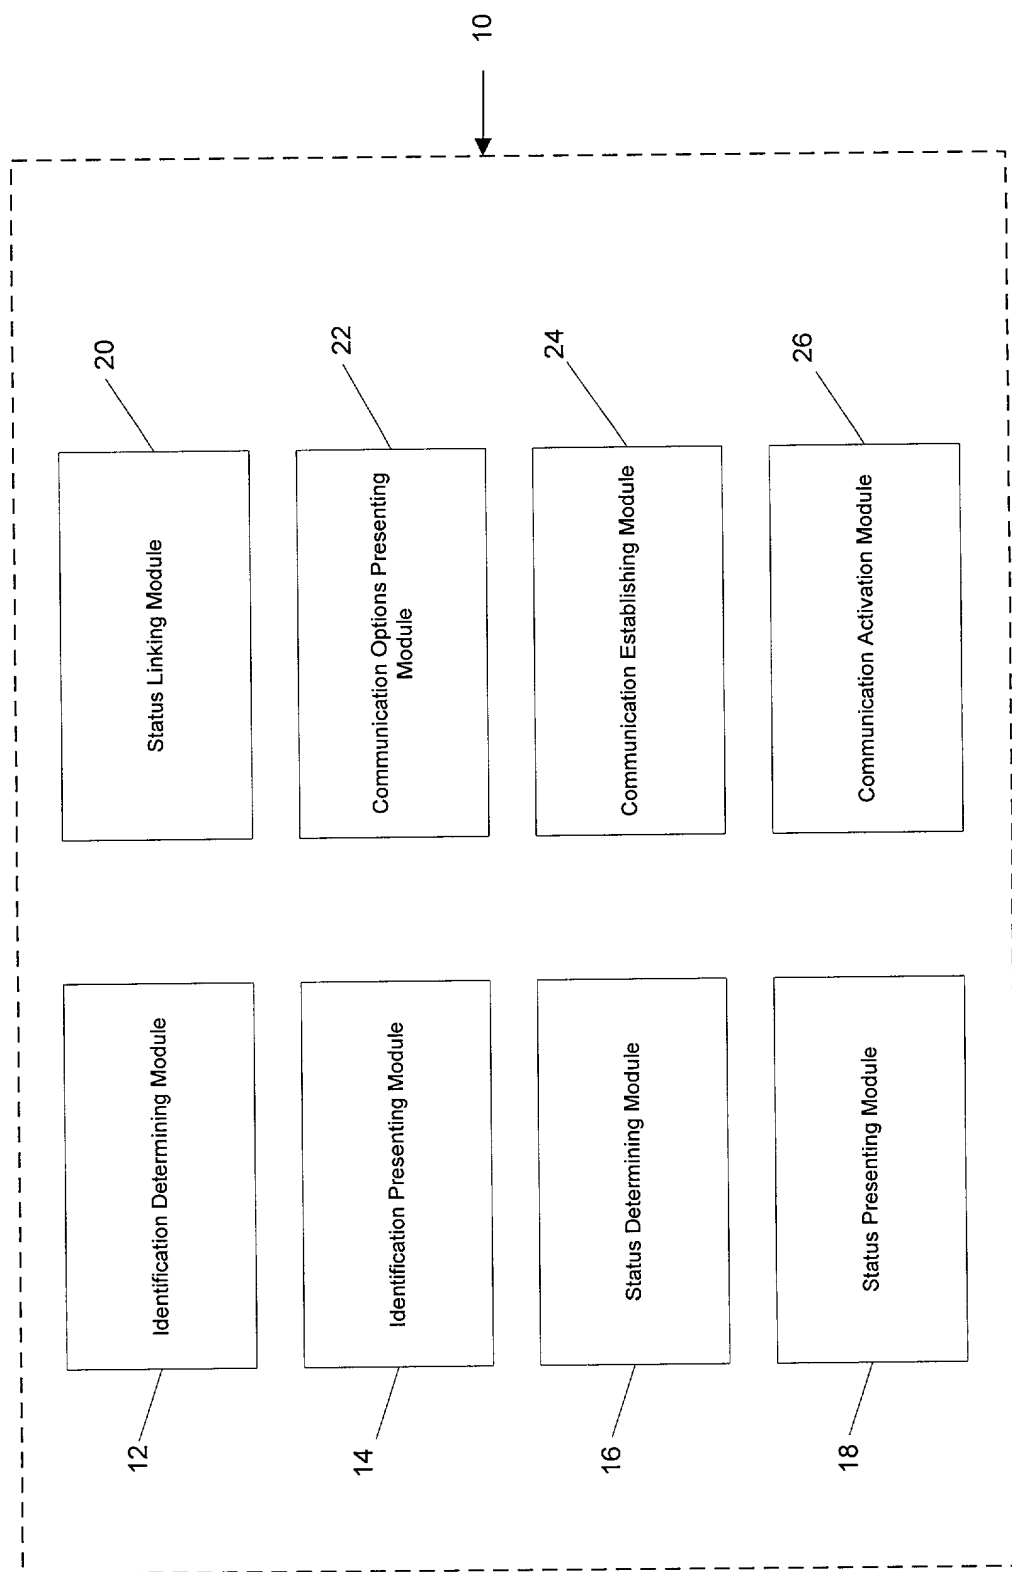 10
12
Identification Determining Module
20
Status Linking Module
14
Identification Presenting Module
22
Communication Options Presenting
Module
16
Status Determining Module
24
Communication Establishing Module
18
Status Presenting Module
26
Communication Activation Module